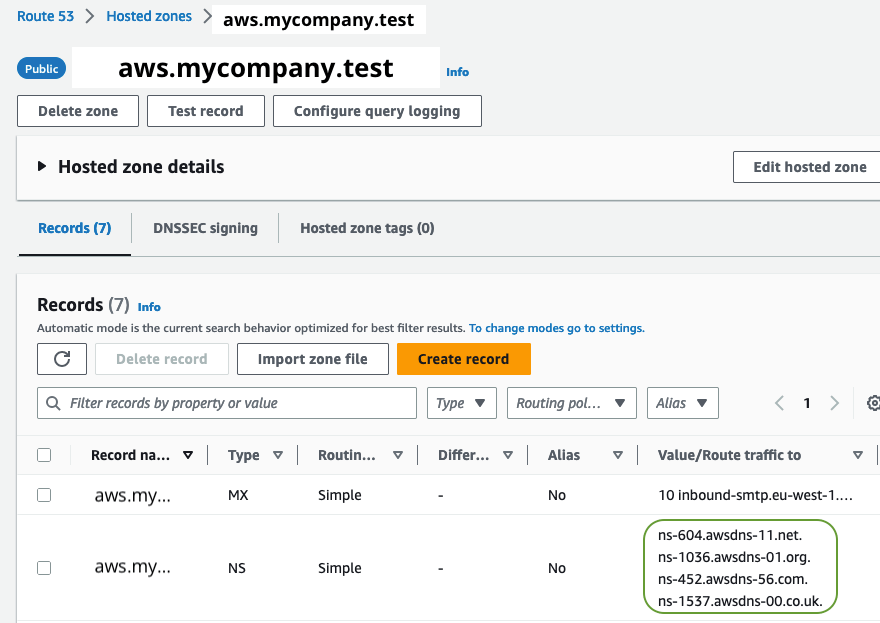 Route 53 > Hosted zones > aws.mycompany.test
Public aws.mycompany.test Info
Delete zone Test record Configure query logging
Hosted zone details Edit hosted zone
Records (7) DNSSEC signing Hosted zone tags (0)
Records (7) Info
Automatic mode is the current search behavior optimized for best filter results. To change modes go to settings.
Delete record Import zone file Create record
Filter records by property or value Type Routing pol... Alias 1
Record na... Type Routin... Differ... Alias Value/Route traffic to
aws.my... MX Simple - No 10 inbound-smtp.eu-west-1....
aws.my... NS Simple - No
ns-604.awsdns-11.net.
ns-1036.awsdns-01.org.
ns-452.awsdns-56.com.
ns-1537.awsdns-00.co.uk.